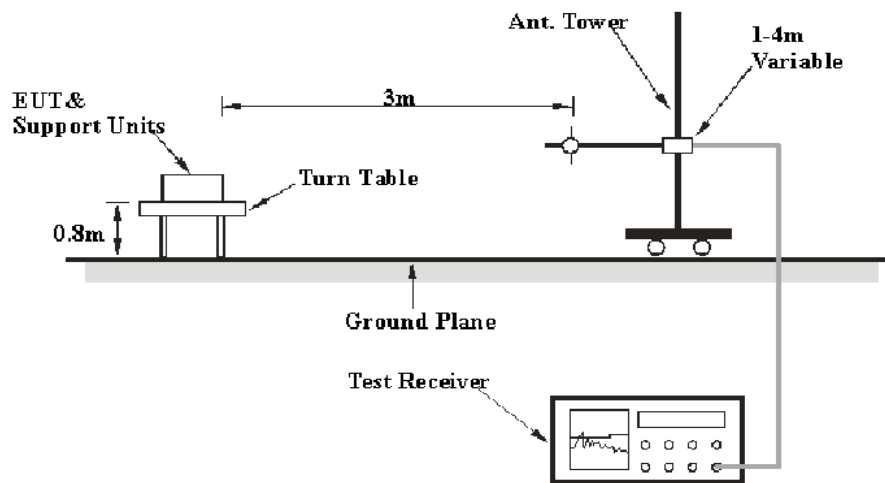 Ant. Tower
1-4m
Variable
3m
EUT&
Support Units
Turn Table
0.8m
Ground Plane
Test Receiver